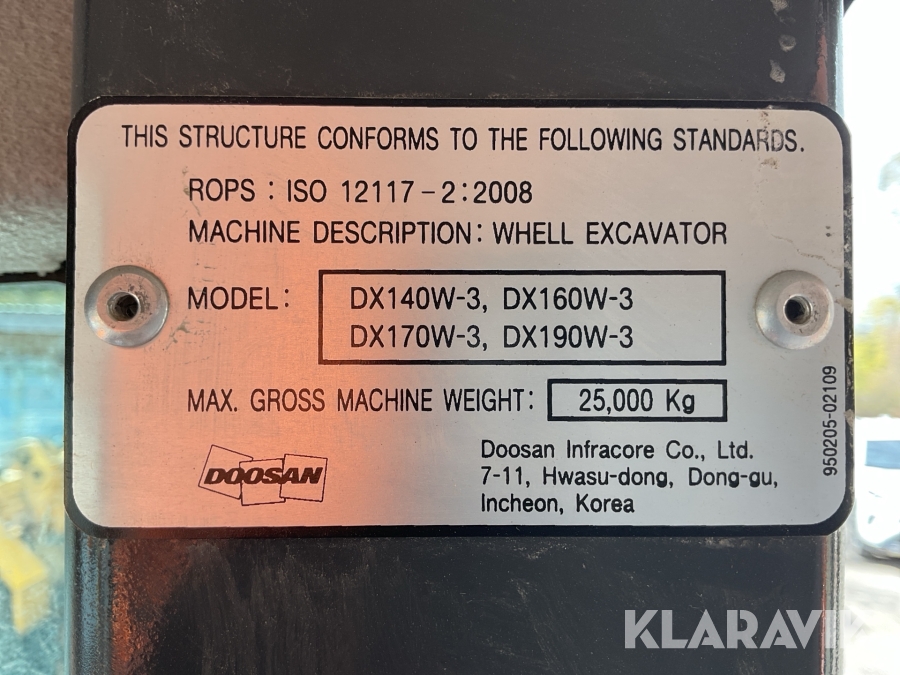 THIS STRUCTURE CONFORMS TO THE FOLLOWING STANDARDS.
ROPS : ISO 12117-2:2008
MACHINE DESCRIPTION: WHELL EXCAVATOR
MODEL: DX140W-3, DX160W-3
DX170W-3, DX190W-3
MAX. GROSS MACHINE WEIGHT: 25,000 Kg
DOOSAN
Doosan Infracore Co., Ltd.
7-11, Hwasu-dong, Dong-gu,
Incheon, Korea
950205-02109
KLARAVIK